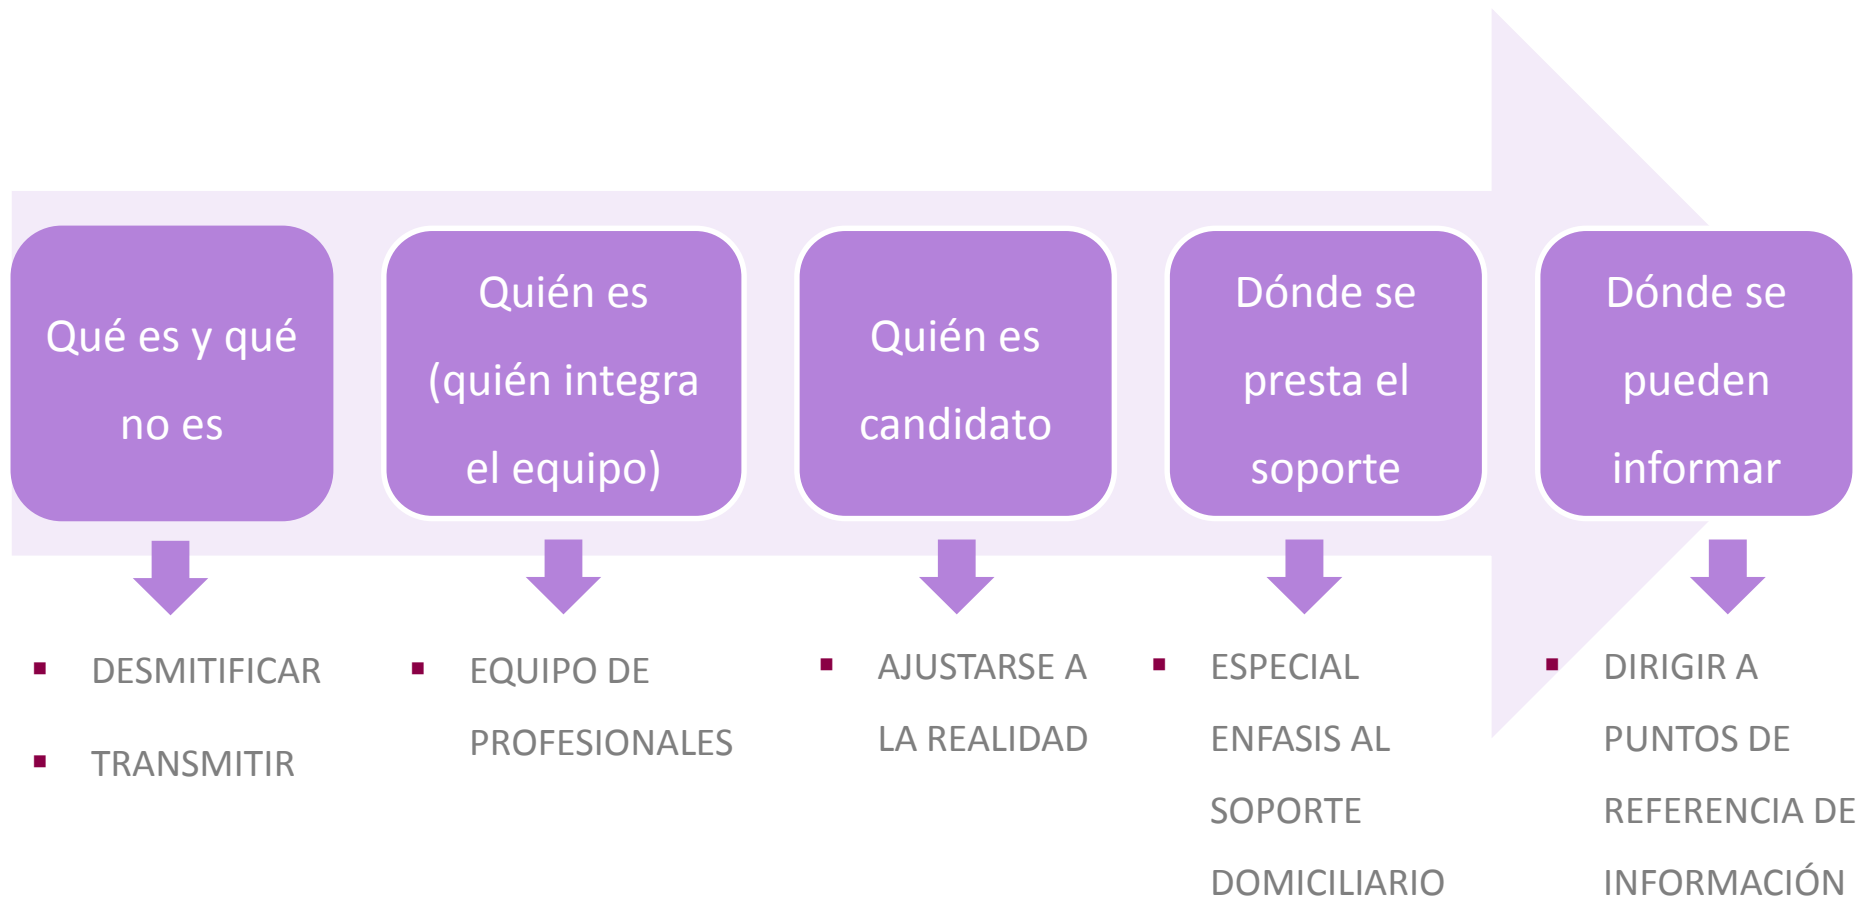 Qué es y qué
no es
Quién es
(quién integra
el equipo)
Quién es
candidato
Dónde se
presta el
soporte
Dónde se
pueden
informar
▪ DESMITIFICAR
▪ TRANSMITIR
▪ EQUIPO DE
PROFESIONALES
▪ AJUSTARSE A
LA REALIDAD
▪ ESPECIAL
ENFASIS AL
SOPORTE
DOMICILIARIO
▪ DIRIGIR A
PUNTOS DE
REFERENCIA DE
INFORMACIÓN